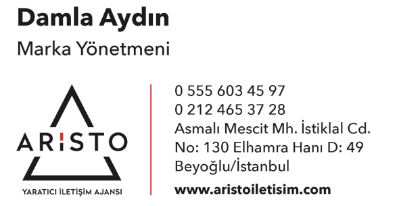 Damla Aydın
Marka Yönetmeni
ARİSTO
YARATICI İLETİŞİM AJANSI
0 555 603 45 97
0 212 465 37 28
Asmalı Mescit Mh. İstiklal Cd.
No: 130 Elhamra Hanı D: 49
Beyoğlu/İstanbul
www.aristoiletisim.com